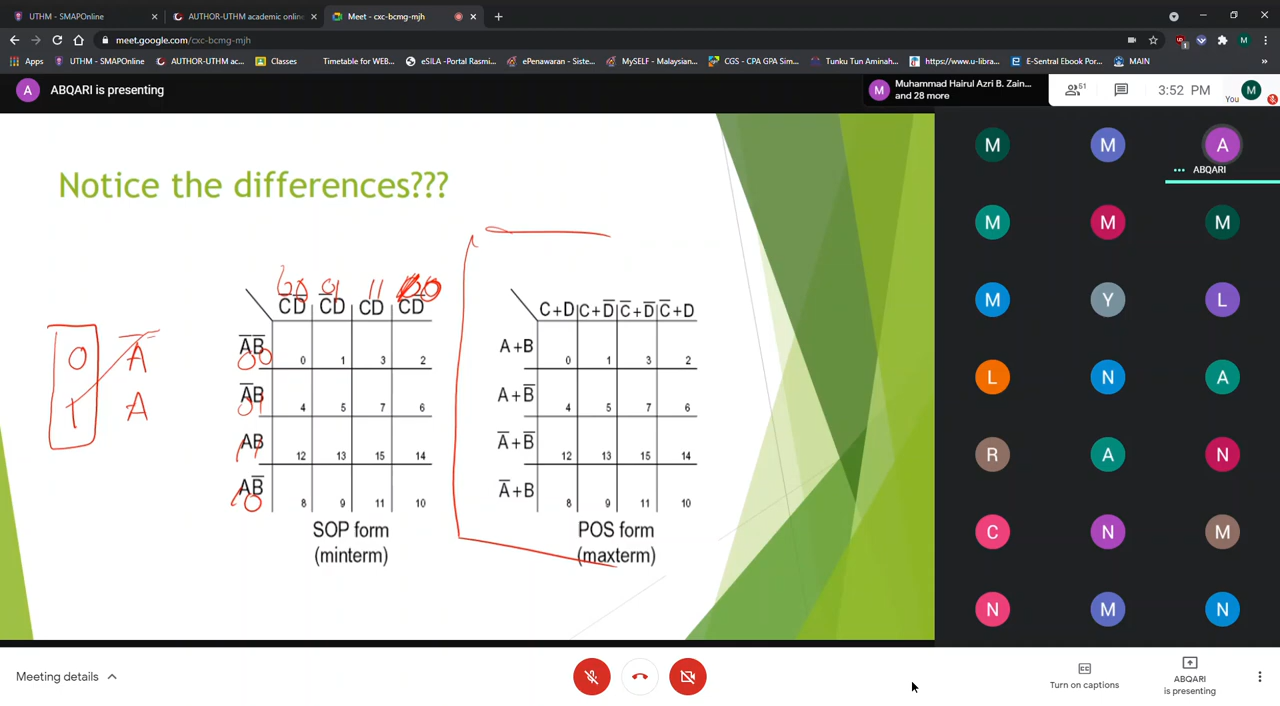 UTHM - SMAPOnline
AUTHOR-UTHM academic online
Meet - cxc-bcmg-mjh
meet.google.com/cxc-bcmg-mjh
Apps
UTHM - SMAPOnline
AUTHOR-UTHM ac...
Classes
Timetable for WEB...
eSILA -Portal Rasmi...
ePenawaran - Siste...
MySELF - Malaysian...
CGS - CPA GPA Sim...
Tunku Tun Aminah...
https://www.u-libra...
E-Sentral Ebook Por...
MAIN
A
ABQARI is presenting
M
Muhammad Hairul Azri B. Zain...
and 28 more
51
3:52 PM
You
M
Notice the differences???
00 01 11 10
C̅D̅ C̅D CD CD̅
A̅B̅ 0 1 3 2
00
A̅B 4 5 7 6
01
AB 12 13 15 14
11
AB̅ 8 9 11 10
10
SOP form
(minterm)
0 A̅
1 A
C+D C+D̅ C̅+D̅ C̅+D
A+B 0 1 3 2
A+B̅ 4 5 7 6
A̅+B̅ 12 13 15 14
A̅+B 8 9 11 10
POS form
(maxterm)
M M A
ABQARI
M M M
M Y L
L N A
R A N
C N M
N M N
Meeting details
Turn on captions
ABQARI
is presenting